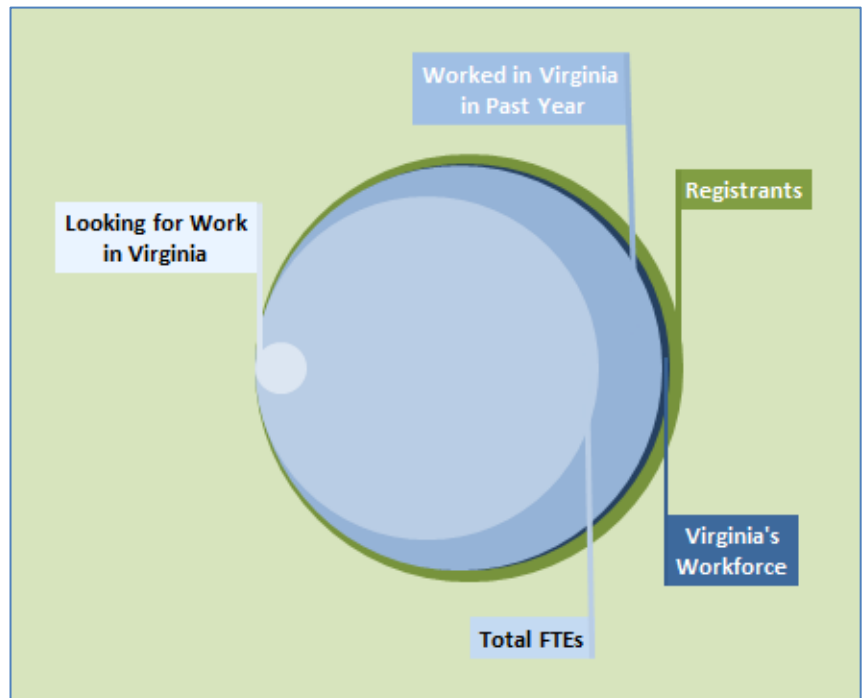 Worked in Virginia
in Past Year
Registrants
Looking for Work
in Virginia
Virginia's
Workforce
Total FTEs